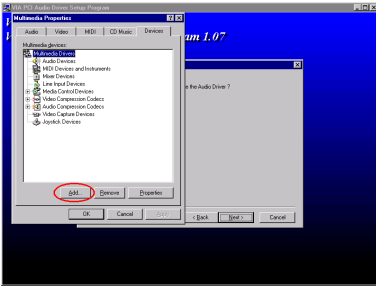 VIA PCI Audio Driver Setup Program
Multimedia Properties
am 1.07
Audio Video MIDI CD Music Devices
Multimedia devices:
Multimedia Drivers
Audio Devices
MIDI Devices and Instruments
Mixer Devices
Line Input Devices
Media Control Devices
Video Compression Codecs
Audio Compression Codecs
Video Capture Devices
Joystick Devices
e the Audio Driver ?
Add... Remove Properties
OK Cancel Apply
< Back Next > Cancel